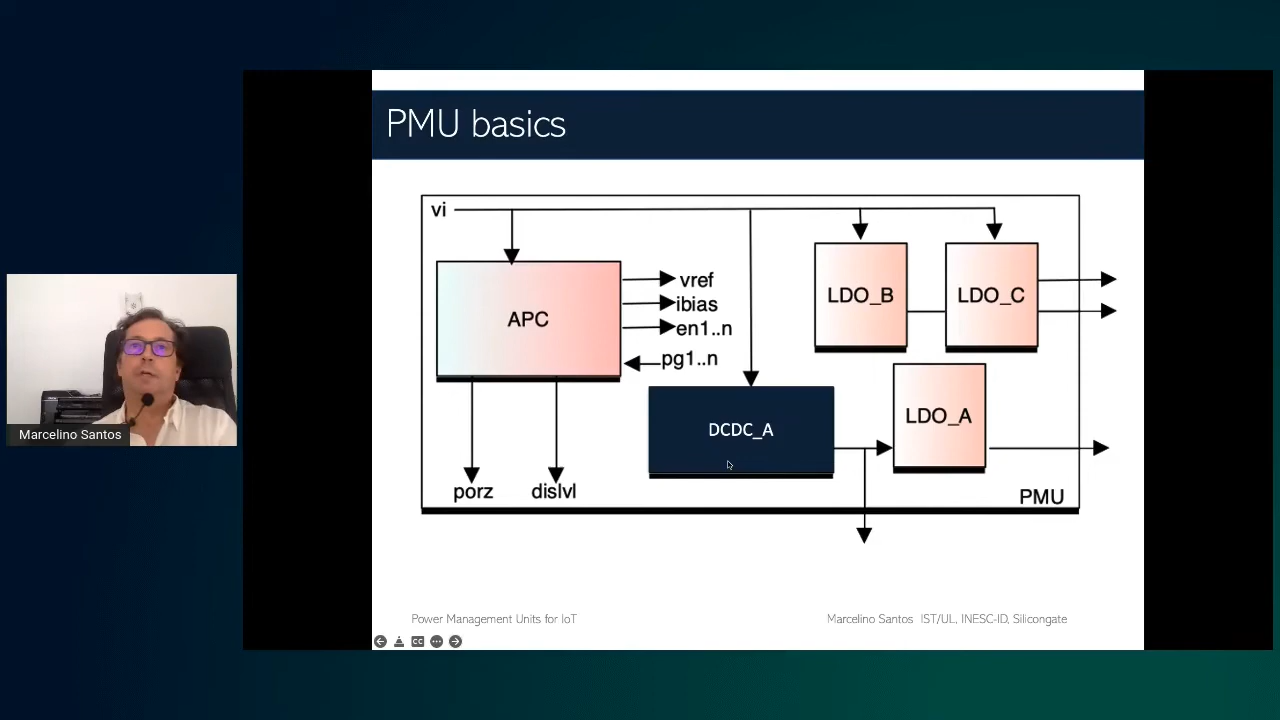 PMU basics
vi
vref
ibias
en1..n
pg1..n
APC
LDO_B
LDO_C
LDO_A
DCDC_A
porz
dislvl
PMU
Marcelino Santos
Power Management Units for IoT
Marcelino Santos IST/UL, INESC-ID, Silicongate
CC